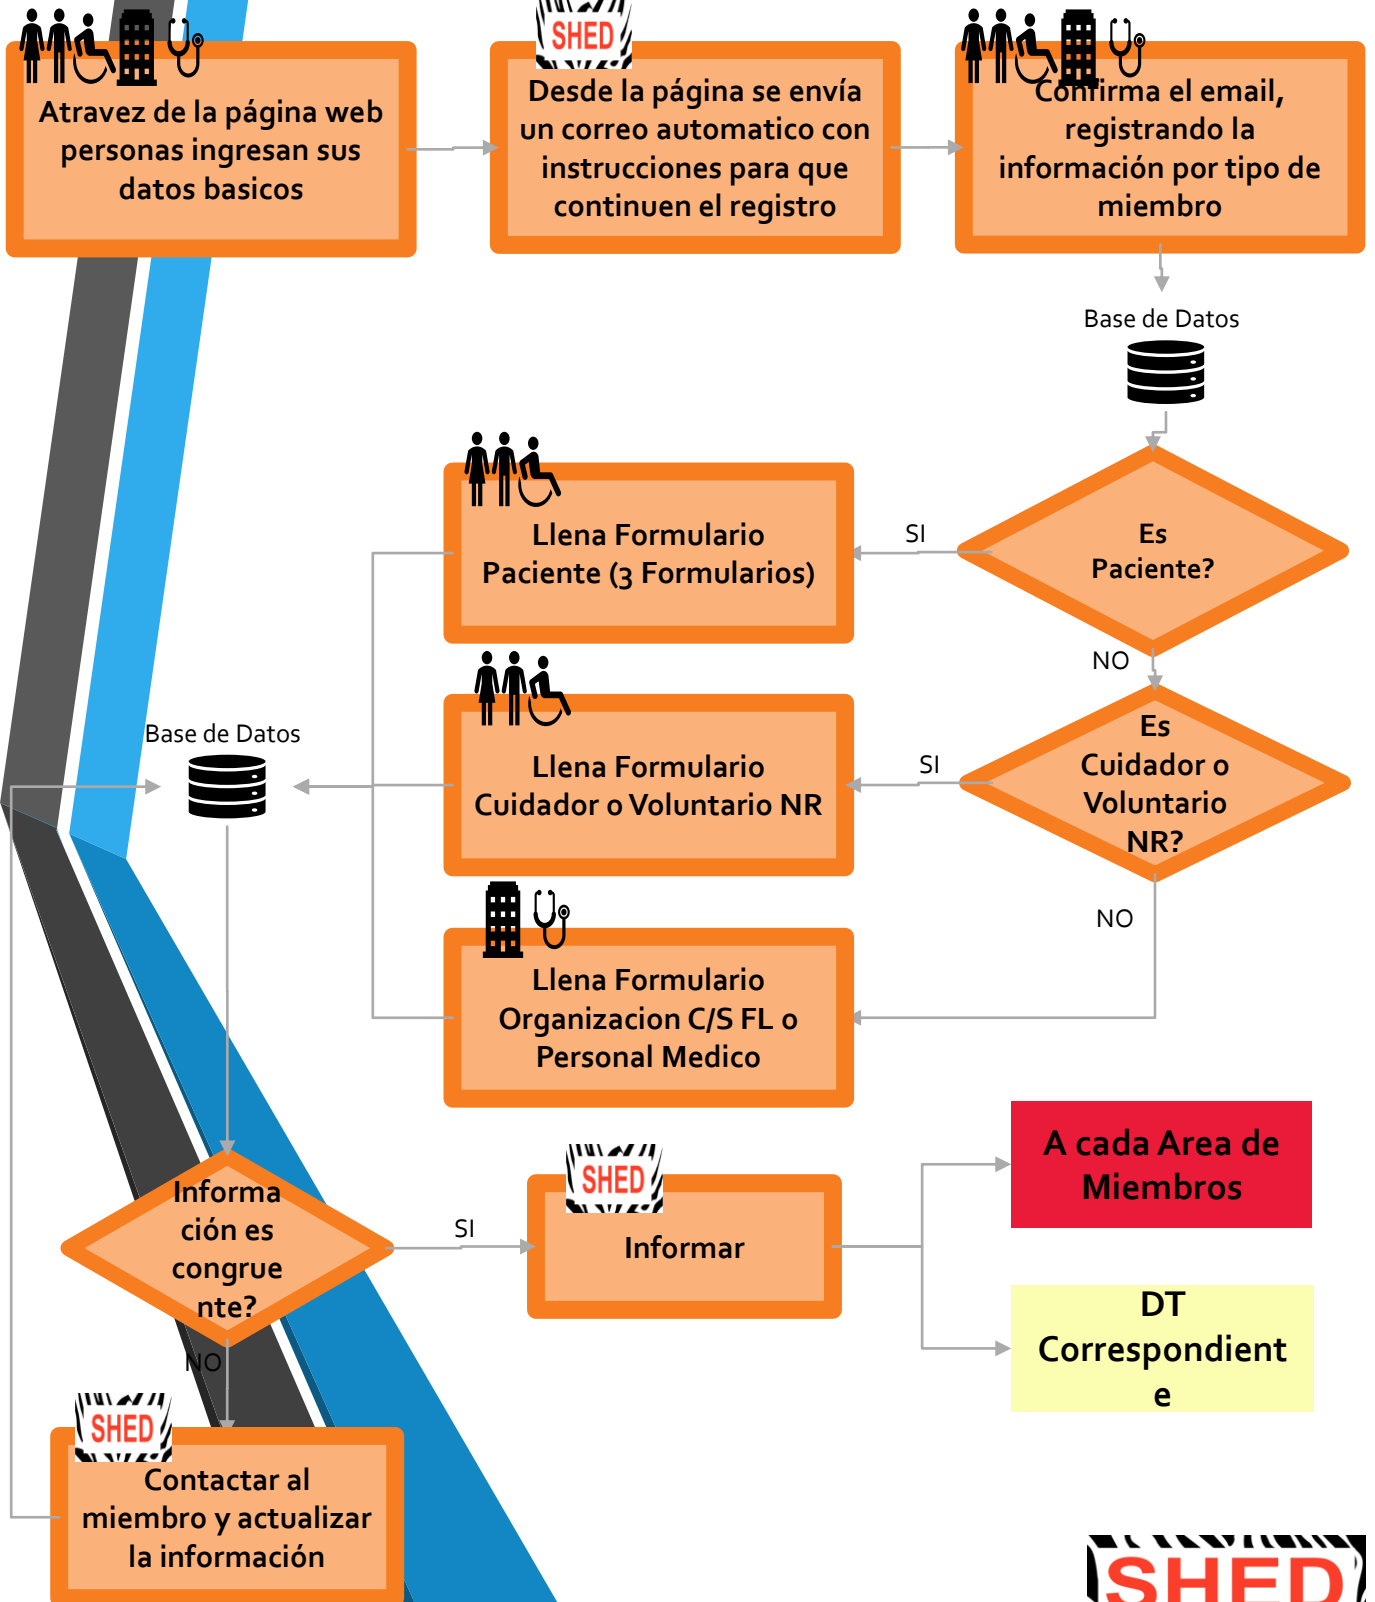 Atravez de la página web
personas ingresan sus
datos basicos
SHED
Desde la página se envía
un correo automatico con
instrucciones para que
continuen el registro
Confirma el email,
registrando la
información por tipo de
miembro
Base de Datos
Es
Paciente?
SI
Llena Formulario
Paciente (3 Formularios)
NO
Es
Cuidador o
Voluntario
NR?
SI
Llena Formulario
Cuidador o Voluntario NR
Base de Datos
NO
Llena Formulario
Organizacion C/S FL o
Personal Medico
Informa
ción es
congrue
nte?
SI
SHED
Informar
A cada Area de
Miembros
DT
Correspondient
e
NO
SHED
Contactar al
miembro y actualizar
la información
SHED